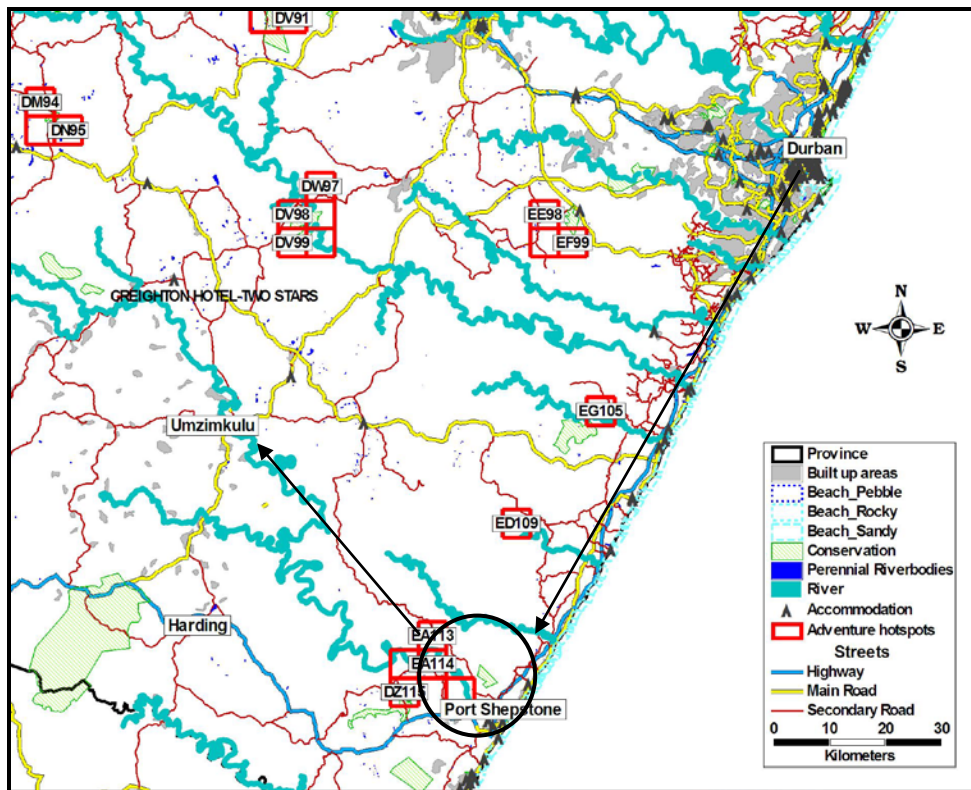 DV91
DM94
DN95
Durban
DW97
DV98
EE98
DV99
EF99
CREIGHTON HOTEL-TWO STARS
N
W E
S
EG105
Umzimkulu
ED109
Harding
EA113
EA114
DZ115
Port Shepstone
Province
Built up areas
Beach_Pebble
Beach_Rocky
Beach_Sandy
Conservation
Perennial Riverbodies
River
Accommodation
Adventure hotspots
Streets
Highway
Main Road
Secondary Road
0 10 20 30
Kilometers